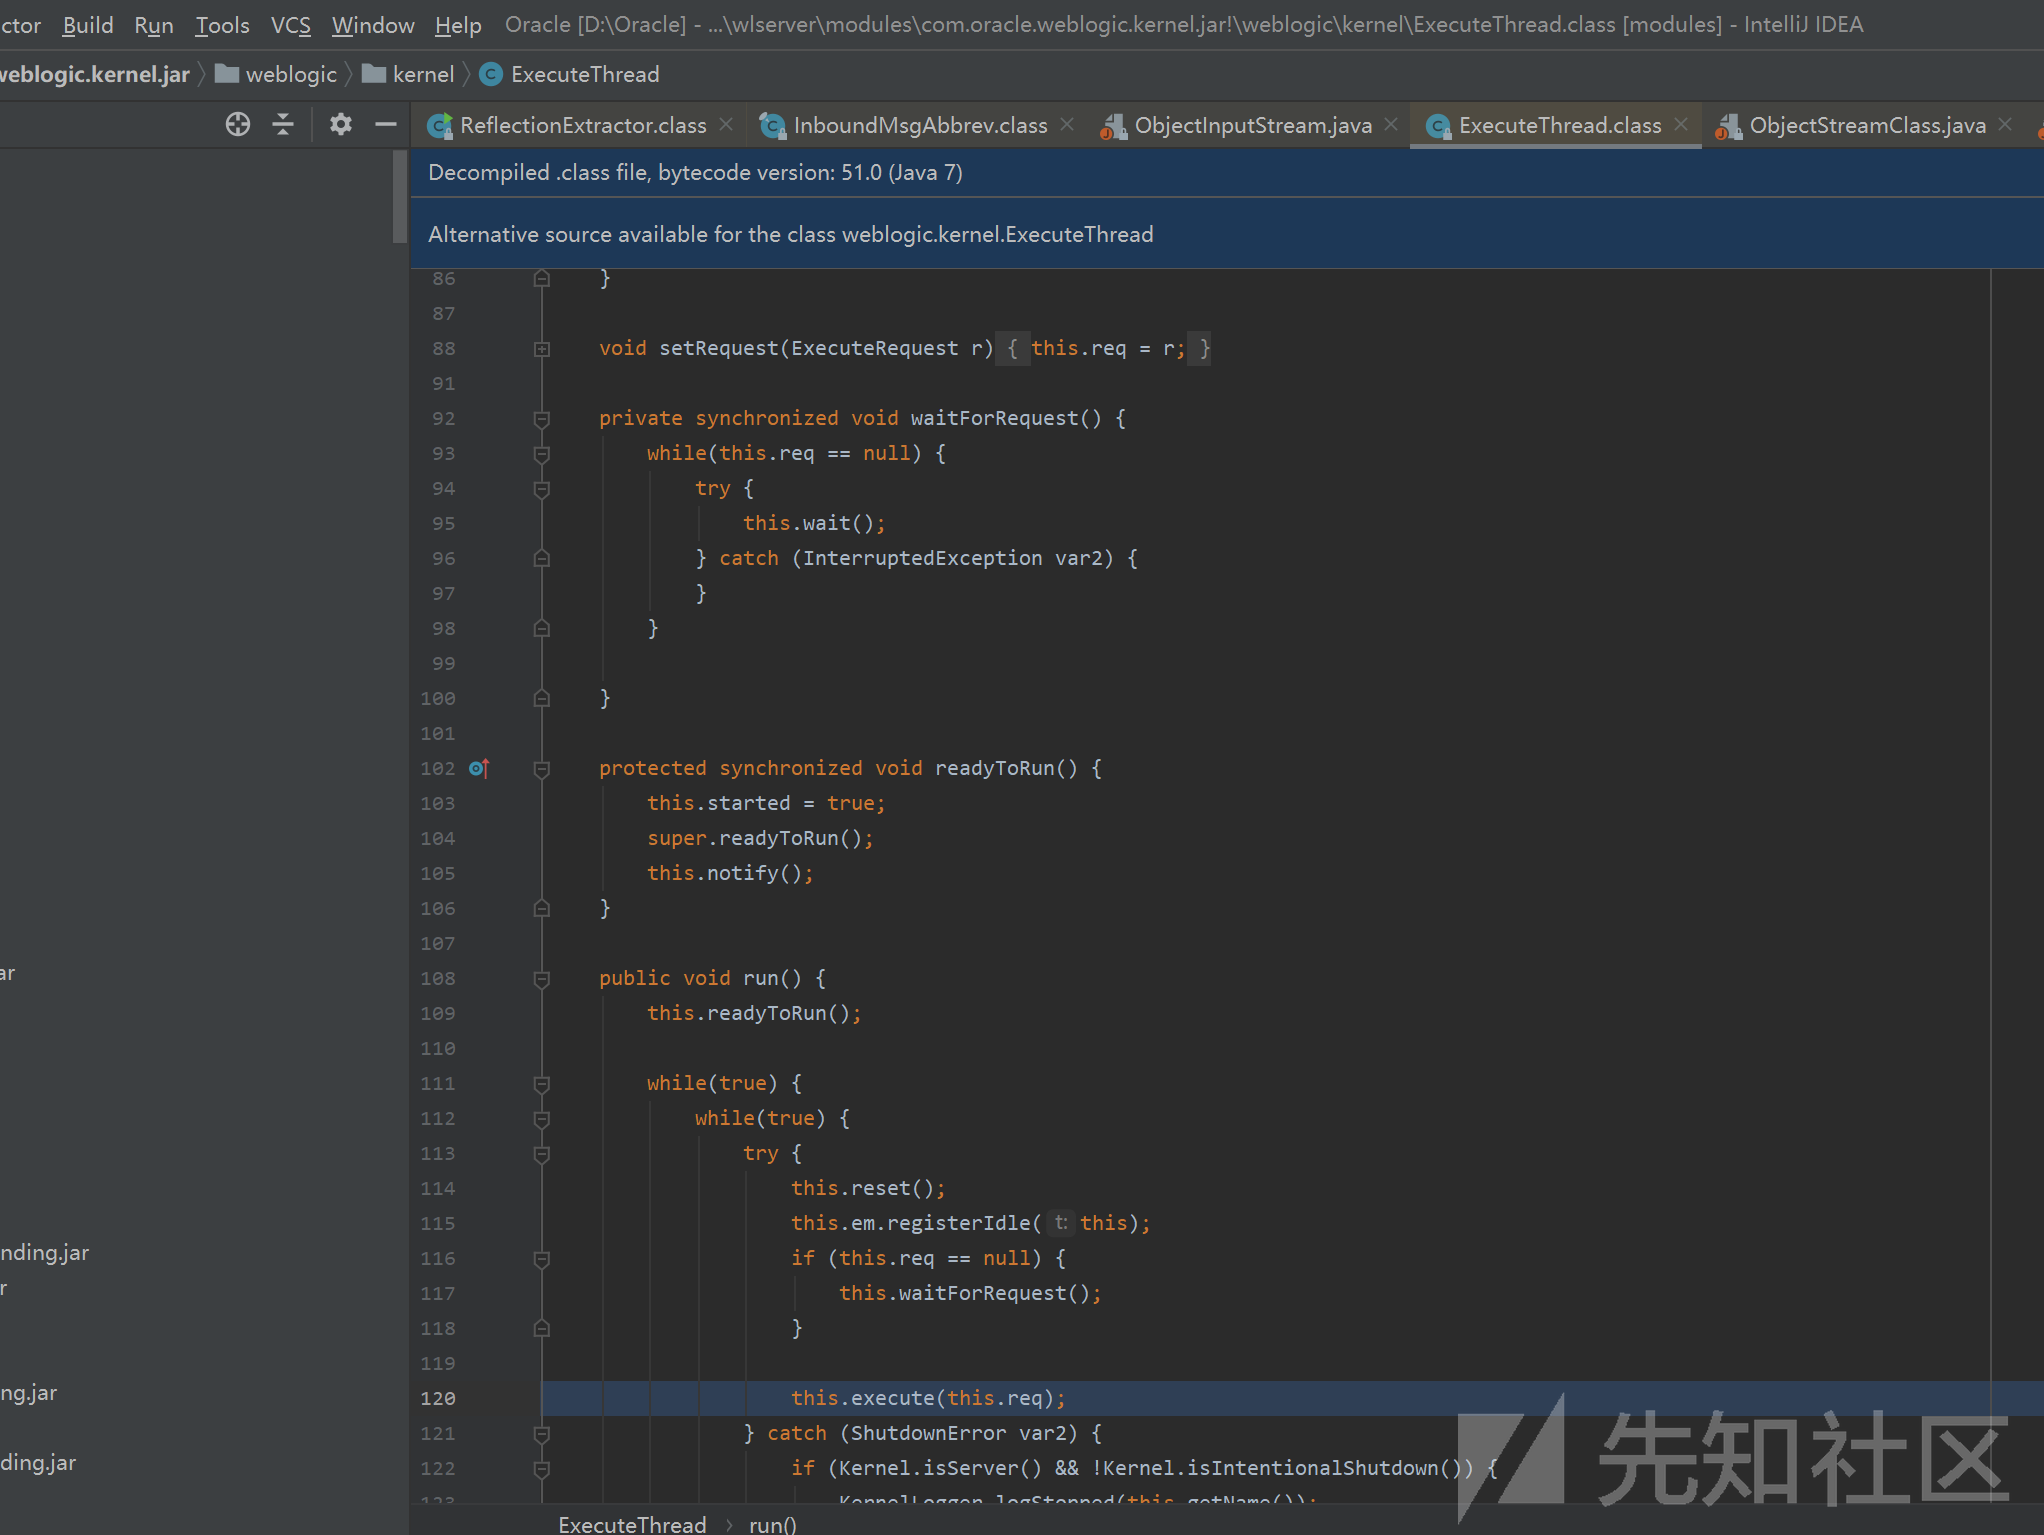 ctor Build Run Tools VCS Window Help Oracle [D:\Oracle] - ...\wlserver\modules\com.oracle.weblogic.kernel.jar!\weblogic\kernel\ExecuteThread.class [modules] - IntelliJ IDEA
weblogic.kernel.jar weblogic kernel ExecuteThread
ReflectionExtractor.class InboundMsgAbbrev.class ObjectInputStream.java ExecuteThread.class ObjectStreamClass.java
Decompiled .class file, bytecode version: 51.0 (Java 7)
Alternative source available for the class weblogic.kernel.ExecuteThread
86 }
87
88 void setRequest(ExecuteRequest r) { this.req = r; }
91
92 private synchronized void waitForRequest() {
93 while(this.req == null) {
94 try {
95 this.wait();
96 } catch (InterruptedException var2) {
97 }
98 }
99
100 }
101
102 protected synchronized void readyToRun() {
103 this.started = true;
104 super.readyToRun();
105 this.notify();
106 }
107
108 public void run() {
109 this.readyToRun();
110
111 while(true) {
112 while(true) {
113 try {
114 this.reset();
115 this.em.registerIdle( t: this);
116 if (this.req == null) {
117 this.waitForRequest();
118 }
119
120 this.execute(this.req);
121 } catch (ShutdownError var2) {
122 if (Kernel.isServer() && !Kernel.isIntentionalShutdown()) {
123 KernelLogger.logStopped(this.getName());
ExecuteThread › run()
ar
nding.jar
r
ng.jar
ding.jar
先知社区